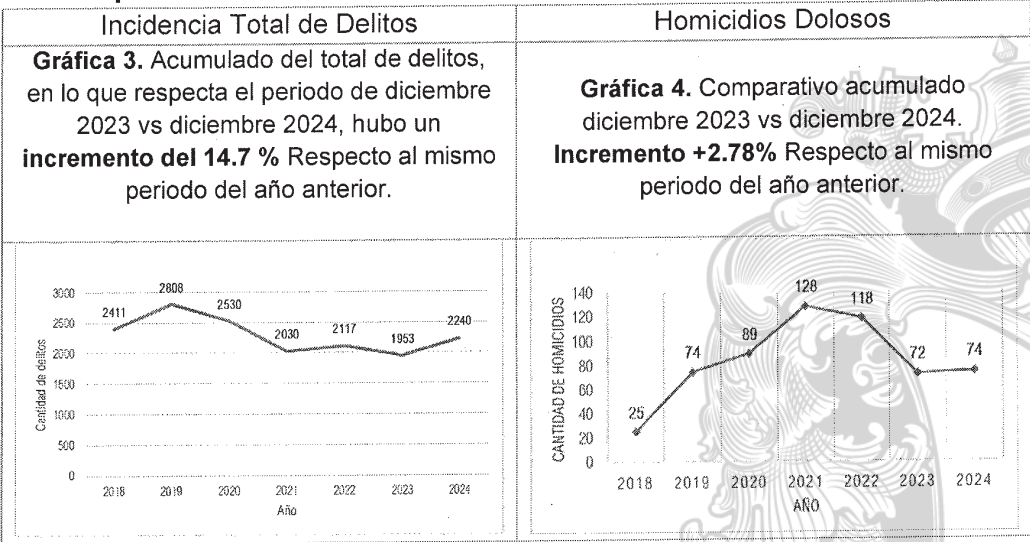 Incidencia Total de Delitos
Gráfica 3. Acumulado del total de delitos,
en lo que respecta el periodo de diciembre
2023 vs diciembre 2024, hubo un
incremento del 14.7 % Respecto al mismo
periodo del año anterior.
3000
2500
2000
1500
1000
500
0
Cantidad de delitos
2411
2808
2530
2030
2117
1953
2240
2018
2019
2020
2021
2022
2023
2024
Año
Homicidios Dolosos
Gráfica 4. Comparativo acumulado
diciembre 2023 vs diciembre 2024.
Incremento +2.78% Respecto al mismo
periodo del año anterior.
140
120
100
80
60
40
20
0
CANTIDAD DE HOMICIDIOS
25
74
89
128
118
72
74
2018
2019
2020
2021
2022
2023
2024
AÑO